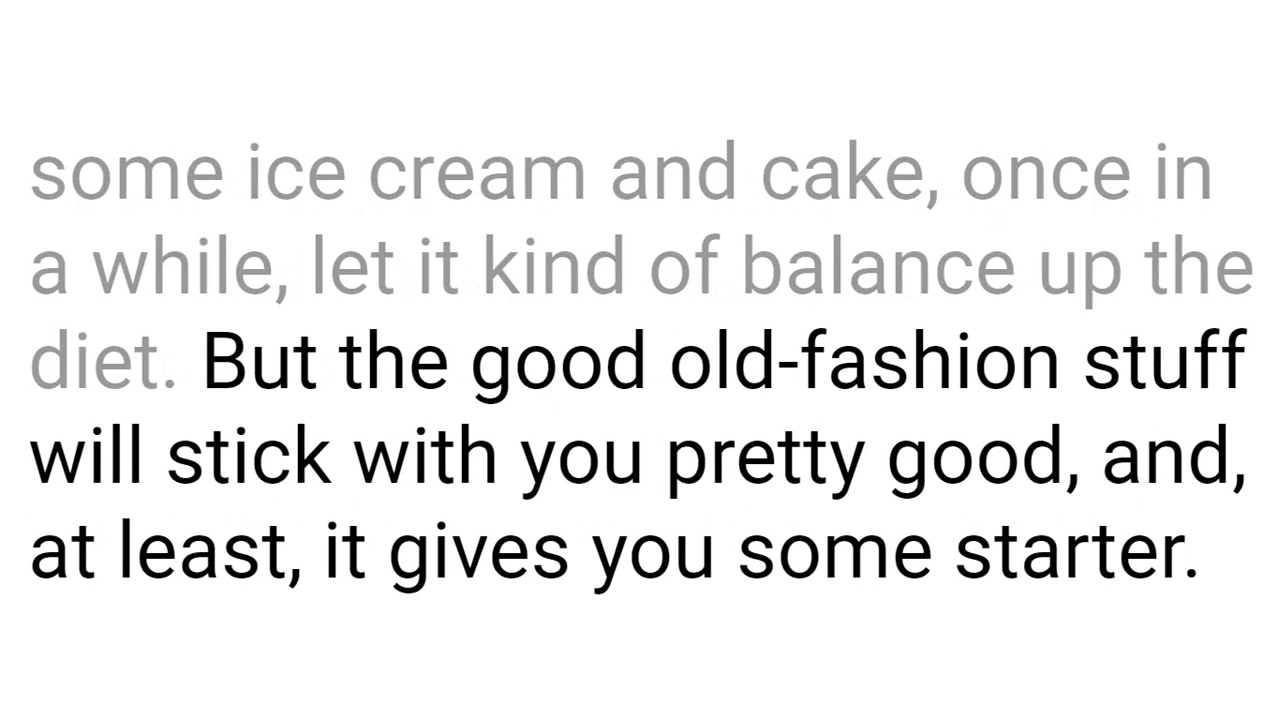 some ice cream and cake, once in
a while, let it kind of balance up the
diet. But the good old-fashion stuff
will stick with you pretty good, and,
at least, it gives you some starter.